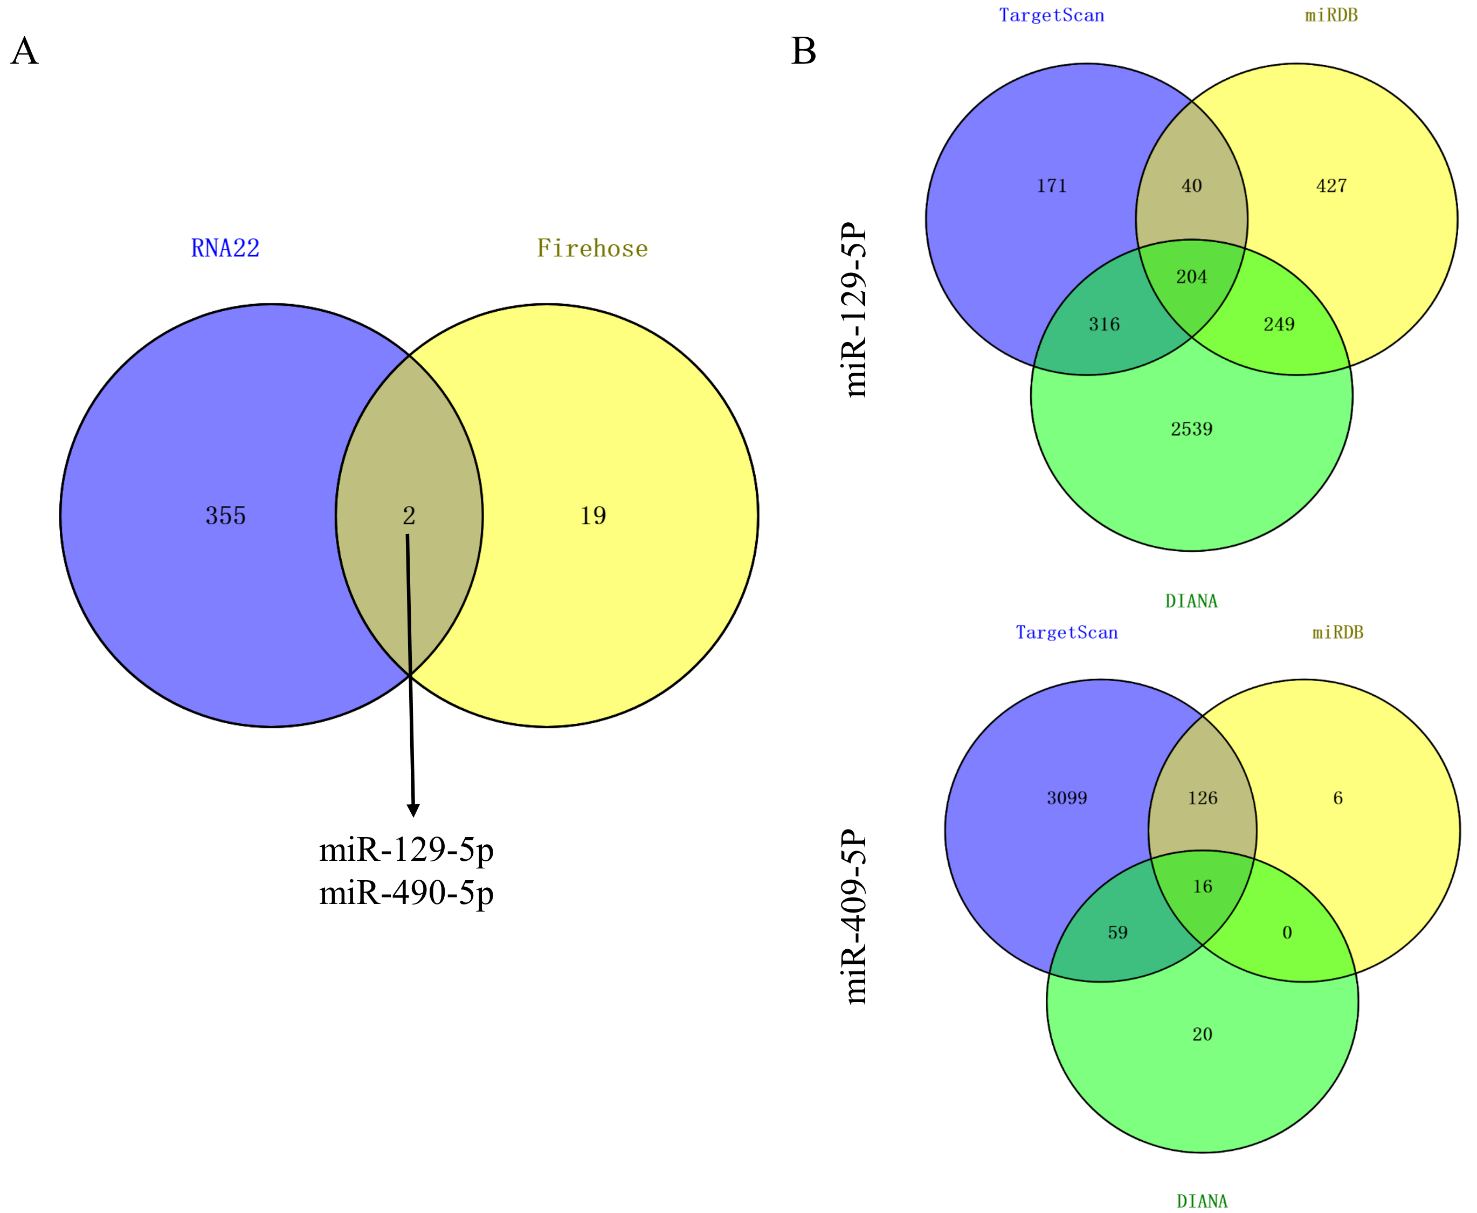 A
RNA22
Firehose
355
2
19
miR-129-5p
miR-490-5p
B
miR-129-5P
TargetScan
miRDB
171
40
427
204
316
249
2539
DIANA
miR-409-5P
TargetScan
miRDB
3099
126
6
16
59
0
20
DIANA